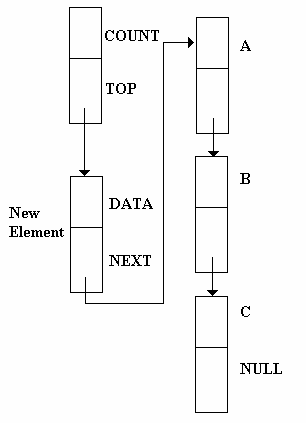 COUNT
TOP
New
Element
DATA
NEXT
A
B
C
NULL